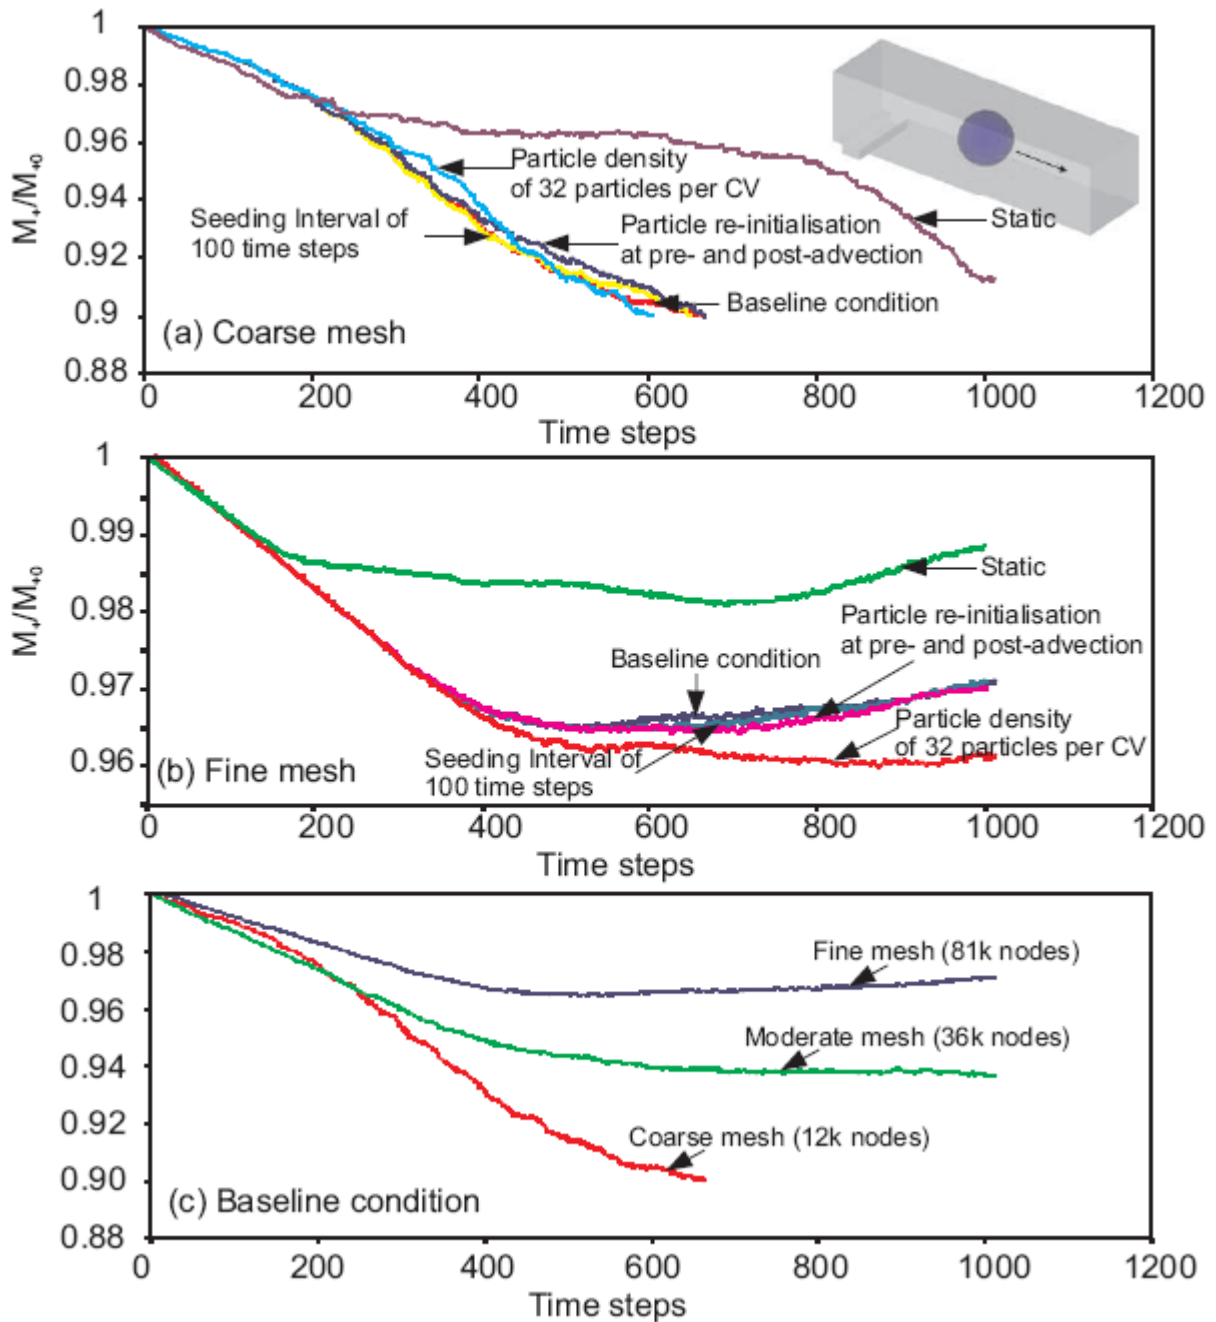 1
0.98
0.96
0.94
0.92
0.9
0.88
M₊/M₊₀
Particle density
of 32 particles per CV
Seeding Interval of
100 time steps
Particle re-initialisation
at pre- and post-advection
Static
Baseline condition
(a) Coarse mesh
0 200 400 600 800 1000 1200
Time steps
1
0.99
0.98
0.97
0.96
M₊/M₊₀
Static
Particle re-initialisation
at pre- and post-advection
Baseline condition
Particle density
of 32 particles per CV
Seeding Interval of
100 time steps
(b) Fine mesh
0 200 400 600 800 1000 1200
Time steps
1
0.98
0.96
0.94
0.92
0.90
0.88
Fine mesh (81k nodes)
Moderate mesh (36k nodes)
Coarse mesh (12k nodes)
(c) Baseline condition
0 200 400 600 800 1000 1200
Time steps